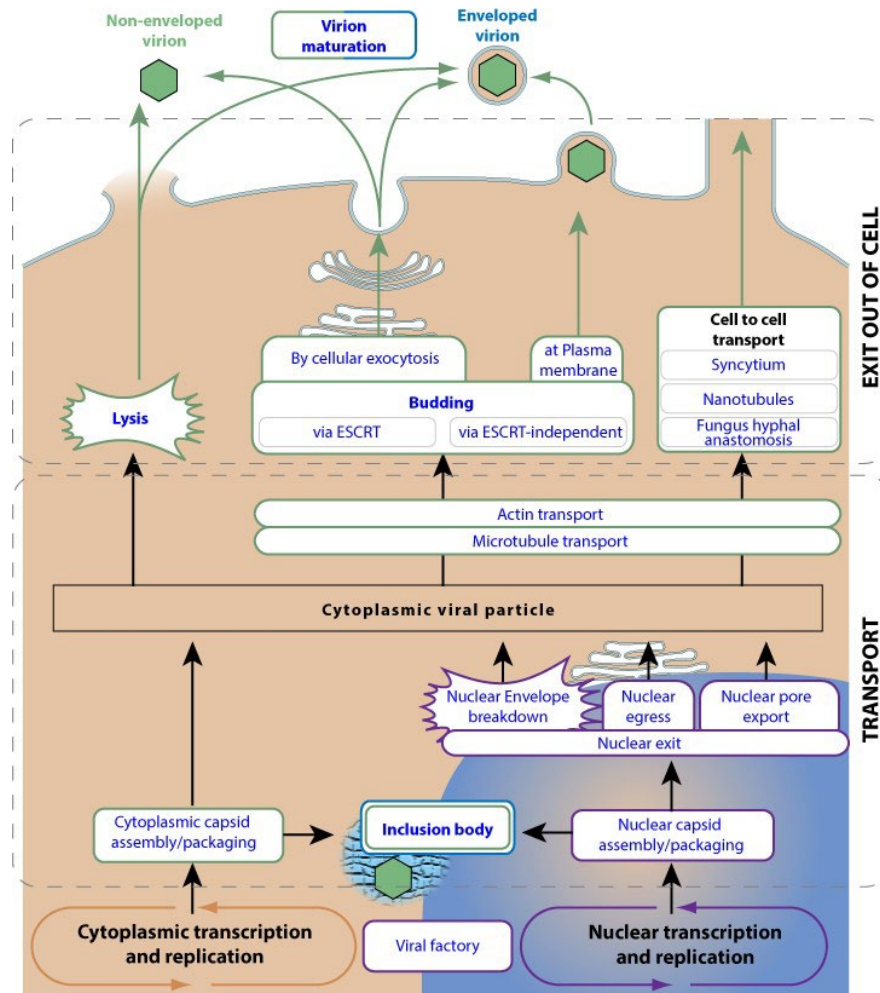 Non-enveloped
virion
Virion
maturation
Enveloped
virion
EXIT OUT OF CELL
Cell to cell
transport
Syncytium
Nanotubules
Fungus hyphal
anastomosis
By cellular exocytosis
at Plasma
membrane
Budding
via ESCRT
via ESCRT-independent
Lysis
Actin transport
Microtubule transport
Cytoplasmic viral particle
TRANSPORT
Nuclear Envelope
breakdown
Nuclear
egress
Nuclear pore
export
Nuclear exit
Cytoplasmic capsid
assembly/packaging
Inclusion body
Nuclear capsid
assembly/packaging
Cytoplasmic transcription
and replication
Viral factory
Nuclear transcription
and replication